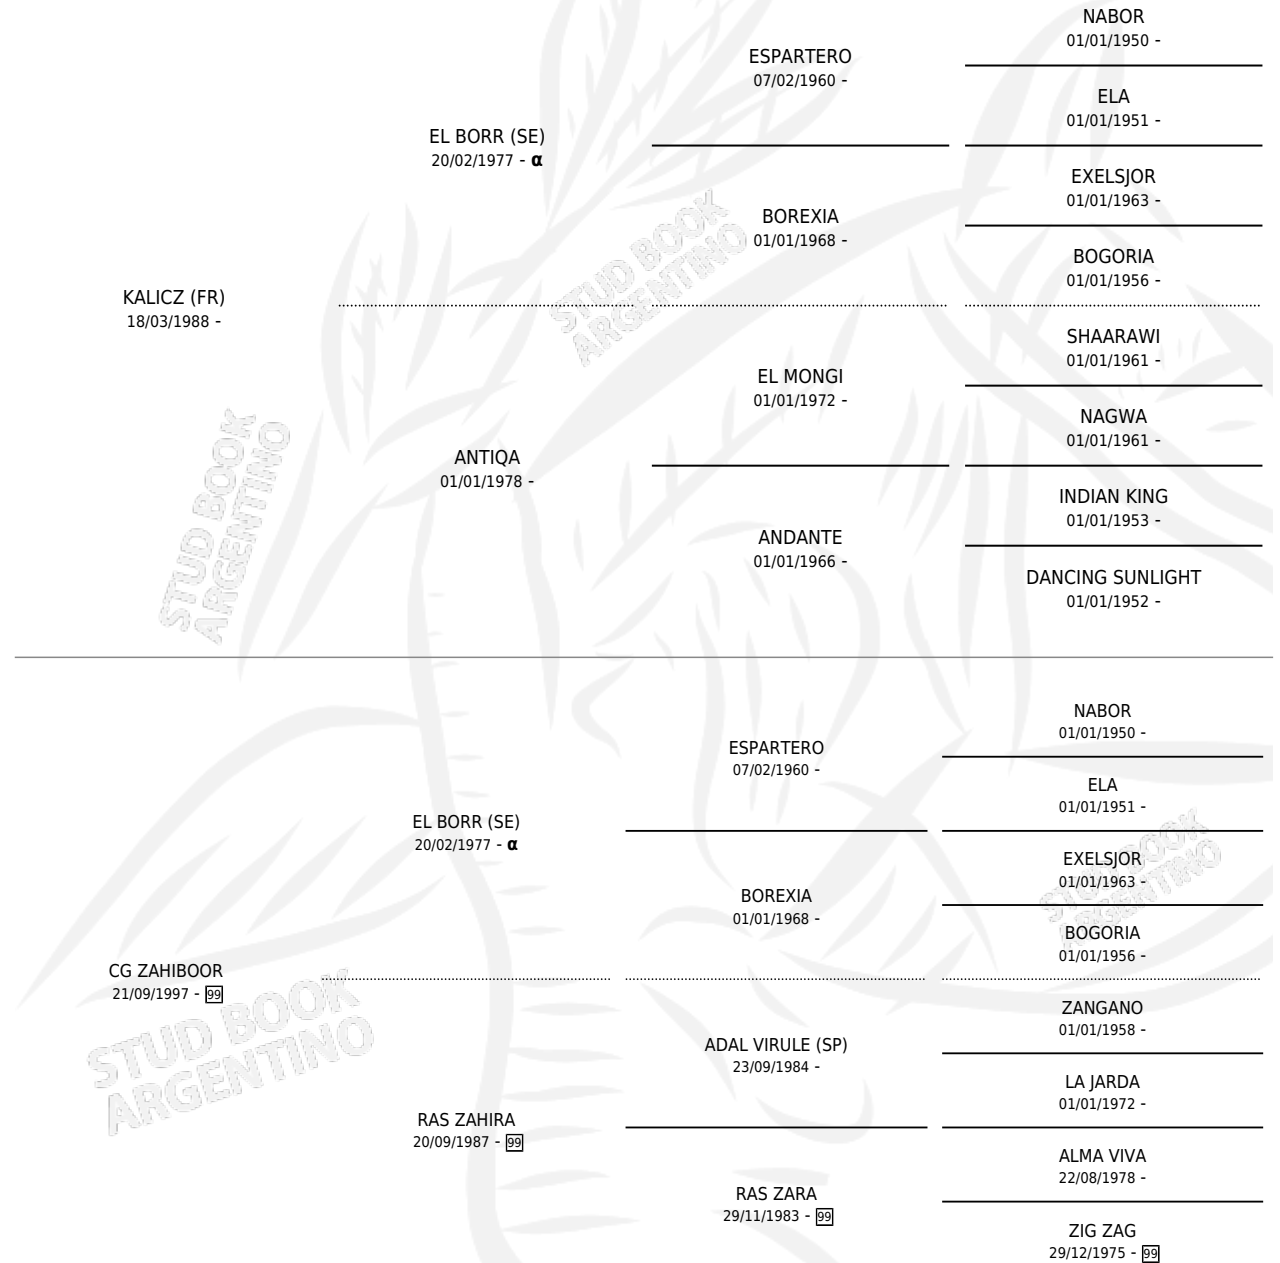 NABOR
01/01/1950 -
ESPARTERO
07/02/1960 -
ELA
01/01/1951 -
EL BORR (SE)
20/02/1977 - α
EXELSJOR
01/01/1963 -
BOREXIA
01/01/1968 -
BOGORIA
01/01/1956 -
KALICZ (FR)
18/03/1988 -
SHAARAWI
01/01/1961 -
EL MONGI
01/01/1972 -
NAGWA
01/01/1961 -
ANTIQA
01/01/1978 -
INDIAN KING
01/01/1953 -
ANDANTE
01/01/1966 -
DANCING SUNLIGHT
01/01/1952 -
STUD BOOK
ARGENTINO
STUD BOOK
ARGENTINO
NABOR
01/01/1950 -
ESPARTERO
07/02/1960 -
ELA
01/01/1951 -
EL BORR (SE)
20/02/1977 - α
EXELSJOR
01/01/1963 -
BOREXIA
01/01/1968 -
BOGORIA
01/01/1956 -
CG ZAHIBOOR
21/09/1997 - 99
ZANGANO
01/01/1958 -
ADAL VIRULE (SP)
23/09/1984 -
LA JARDA
01/01/1972 -
RAS ZAHIRA
20/09/1987 - 99
ALMA VIVA
22/08/1978 -
RAS ZARA
29/11/1983 - 99
ZIG ZAG
29/12/1975 - 99
STUD BOOK
ARGENTINO
STUD BOOK
ARGENTINO